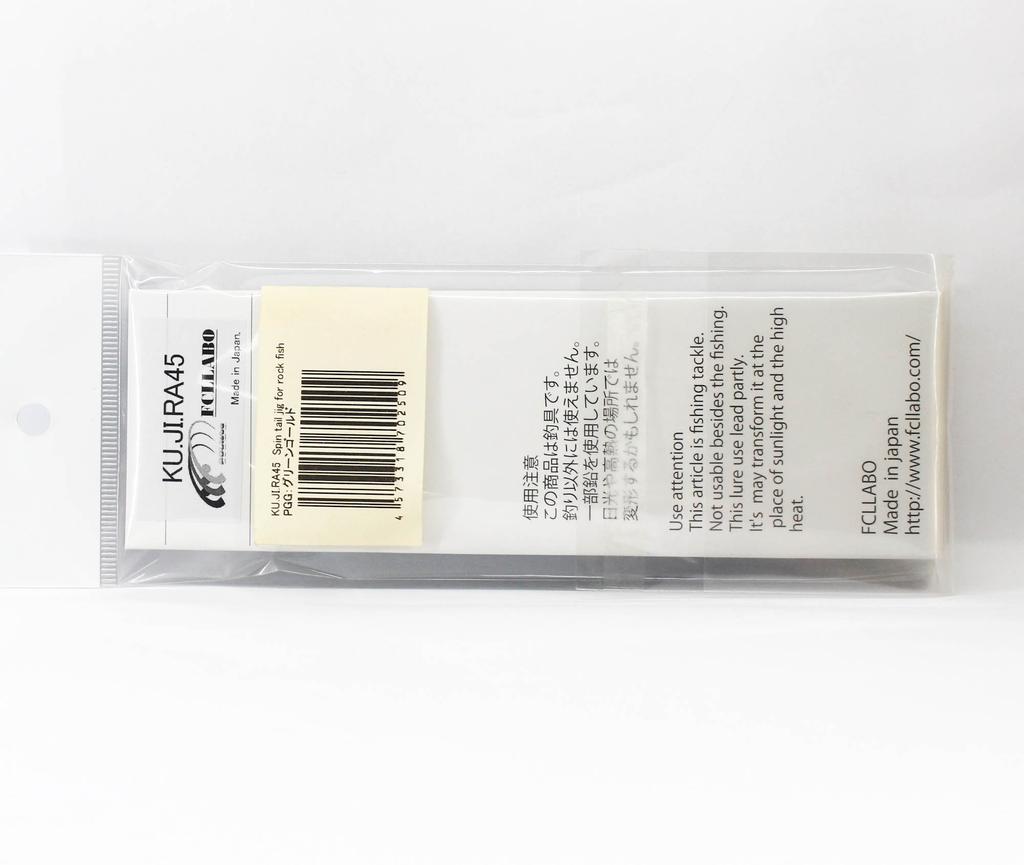 KU.JI.RA45
FCLLABO
Made in Japan.
KU.JI.RA45 Spin tail jig for rock fish
PGG:グリーンゴールド
4573318702509
使用注意
この商品は釣具です。
釣り以外には使えません。
一部鉛を使用しています。
日光や高熱の場所では
変形するかもしれません。
Use attention
This article is fishing tackle.
Not usable besides the fishing.
This lure use lead partly.
It's may transform it at the
place of sunlight and the high
heat.
FCLLABO
Made in japan
http://www.fcllabo.com/